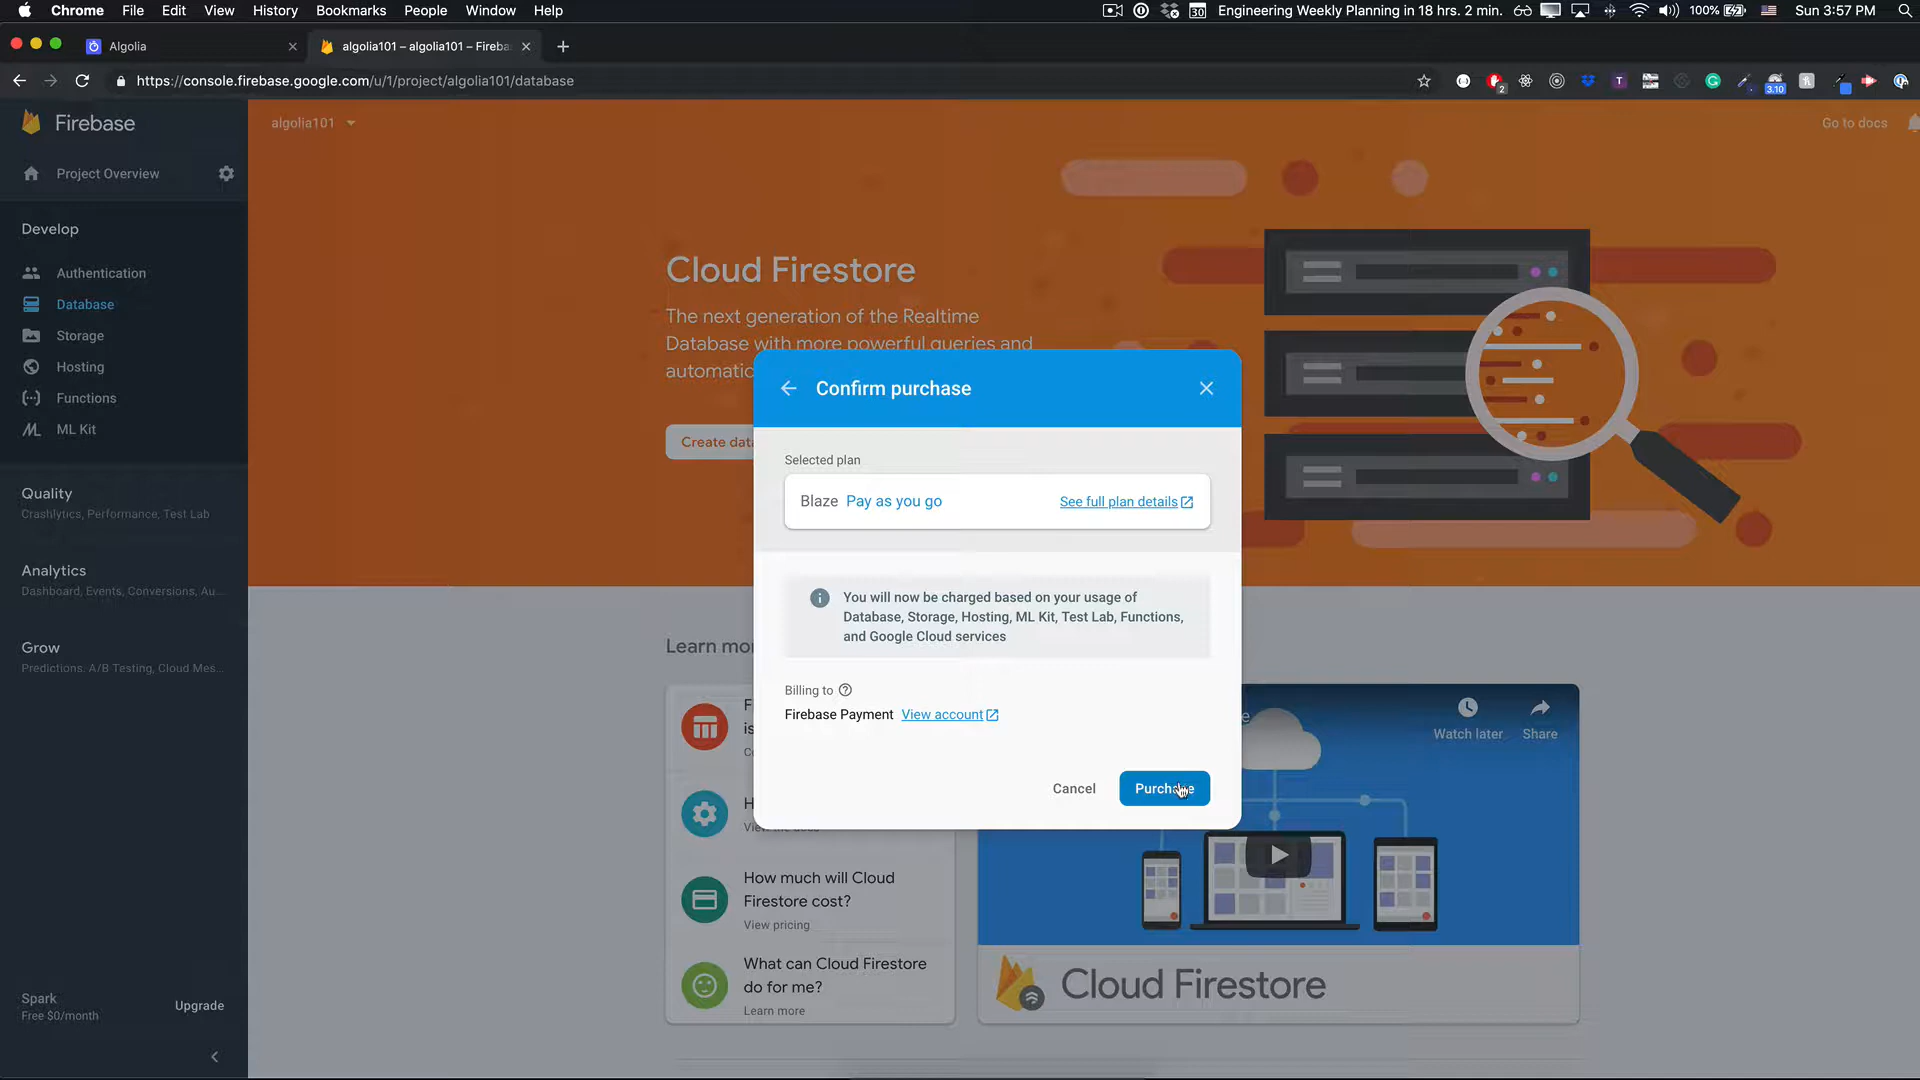 Chrome File Edit View History Bookmarks People Window Help
30 Engineering Weekly Planning in 18 hrs. 2 min. 100% Sun 3:57 PM
Algolia
algolia101 – algolia101 – Fireba
https://console.firebase.google.com/u/1/project/algolia101/database
2
T
3.10
Firebase
algolia101
Go to docs
Project Overview
Develop
Authentication
Database
Storage
Hosting
Functions
ML Kit
Quality
Crashlytics, Performance, Test Lab
Analytics
Dashboard, Events, Conversions, Au...
Grow
Predictions, A/B Testing, Cloud Mes...
Spark
Free $0/month
Upgrade
Cloud Firestore
The next generation of the Realtime
Database with more powerful queries and
automatic
Create data
Confirm purchase
Selected plan
Blaze Pay as you go
See full plan details
You will now be charged based on your usage of
Database, Storage, Hosting, ML Kit, Test Lab, Functions,
and Google Cloud services
Billing to
Firebase Payment View account
Cancel
Purchase
Learn mo
How much will Cloud
Firestore cost?
View pricing
What can Cloud Firestore
do for me?
Learn more
Watch later
Share
Cloud Firestore